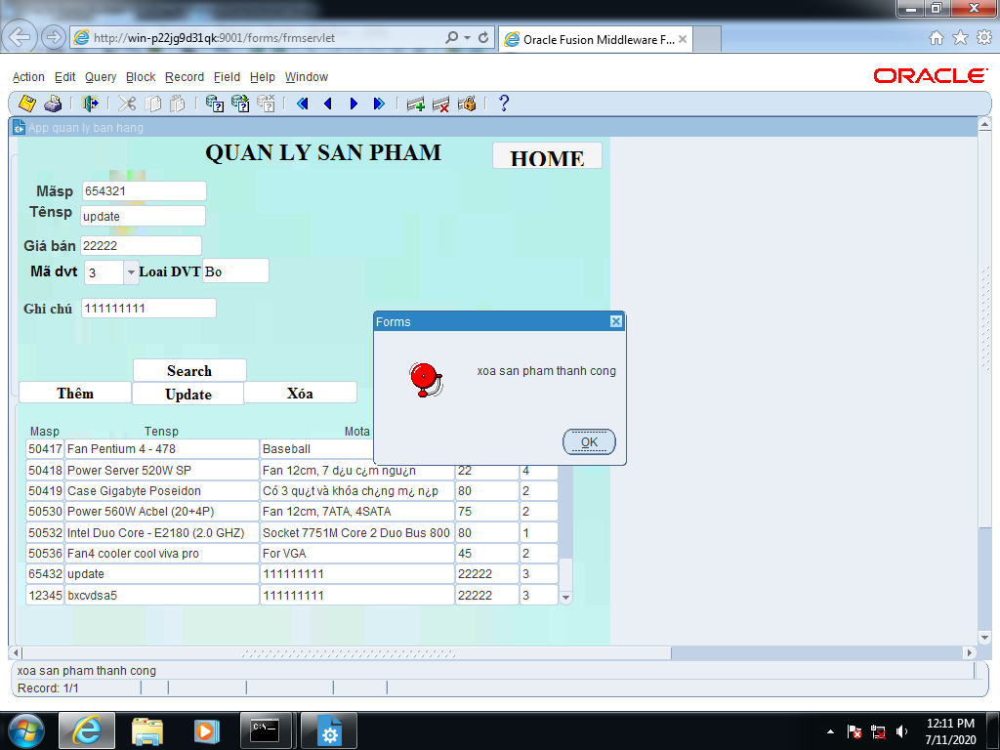 http://win-p22jg9d31qk:9001/forms/frmservlet
Oracle Fusion Middleware F...
Action Edit Query Block Record Field Help Window
ORACLE
App quan ly ban hang
QUAN LY SAN PHAM
HOME
Mãsp 654321
Tênsp update
Giá bán 22222
Mã dvt 3 Loai DVT Bo
Ghi chú 111111111
Forms
xoa san pham thanh cong
OK
Search
Thêm Update Xóa
Masp Tensp Mota
50417 Fan Pentium 4 - 478 Baseball
50418 Power Server 520W SP Fan 12cm, 7 d¿u c¿m ngu¿n 22 4
50419 Case Gigabyte Poseidon Có 3 qu¿t và khóa ch¿ng m¿ n¿p 80 2
50530 Power 560W Acbel (20+4P) Fan 12cm, 7ATA, 4SATA 75 2
50532 Intel Duo Core - E2180 (2.0 GHZ) Socket 7751M Core 2 Duo Bus 800 80 1
50536 Fan4 cooler cool viva pro For VGA 45 2
65432 update 111111111 22222 3
12345 bxcvdsa5 111111111 22222 3
xoa san pham thanh cong
Record: 1/1
12:11 PM
7/11/2020